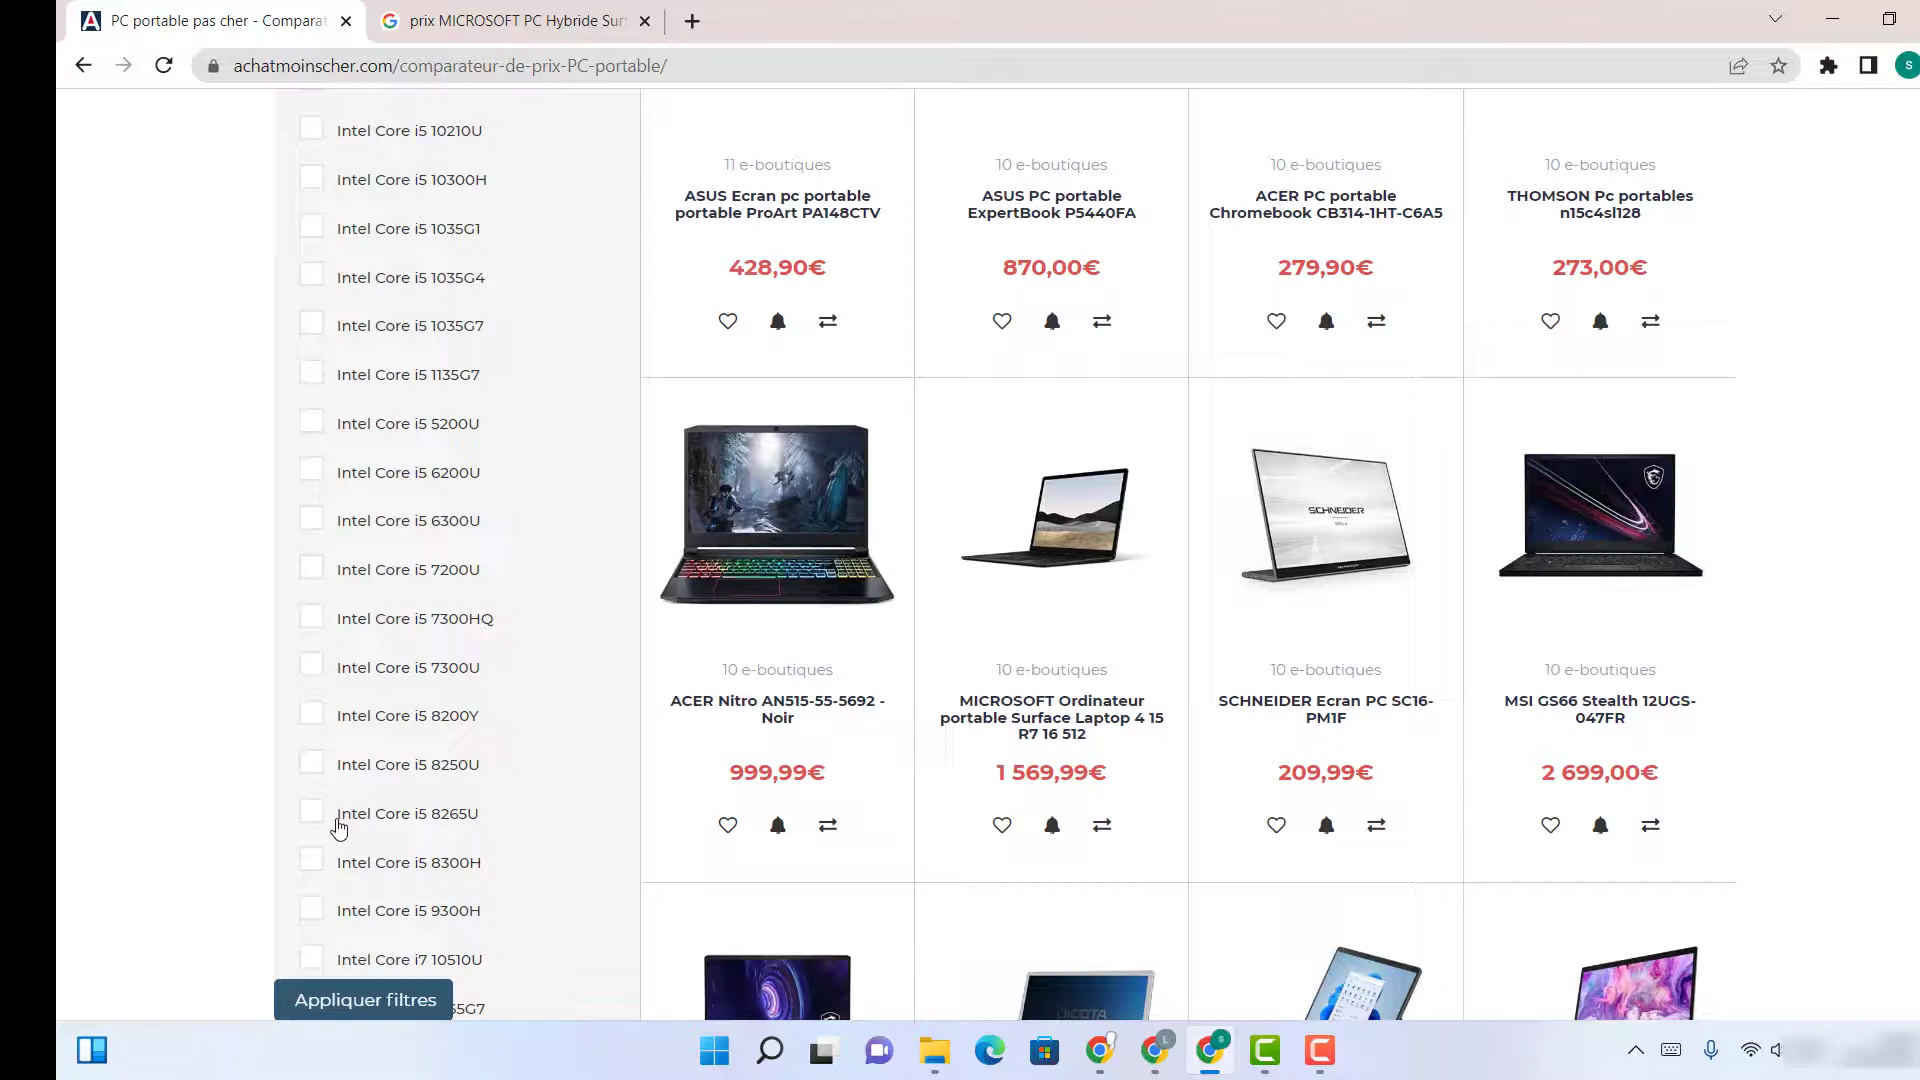 PC portable pas cher - Comparat
prix MICROSOFT PC Hybride Sur
achatmoinscher.com/comparateur-de-prix-PC-portable/
S
Intel Core i5 10210U
Intel Core i5 10300H
Intel Core i5 1035G1
Intel Core i5 1035G4
Intel Core i5 1035G7
Intel Core i5 1135G7
Intel Core i5 5200U
Intel Core i5 6200U
Intel Core i5 6300U
Intel Core i5 7200U
Intel Core i5 7300HQ
Intel Core i5 7300U
Intel Core i5 8200Y
Intel Core i5 8250U
Intel Core i5 8265U
Intel Core i5 8300H
Intel Core i5 9300H
Intel Core i7 10510U
Appliquer filtres
11 e-boutiques
ASUS Ecran pc portable
portable ProArt PA148CTV
428,90€
10 e-boutiques
ASUS PC portable
ExpertBook P5440FA
870,00€
10 e-boutiques
ACER PC portable
Chromebook CB314-1HT-C6A5
279,90€
10 e-boutiques
THOMSON Pc portables
n15c4sl128
273,00€
10 e-boutiques
ACER Nitro AN515-55-5692 -
Noir
999,99€
10 e-boutiques
MICROSOFT Ordinateur
portable Surface Laptop 4 15
R7 16 512
1 569,99€
SCHNEIDER
10 e-boutiques
SCHNEIDER Ecran PC SC16-
PM1F
209,99€
10 e-boutiques
MSI GS66 Stealth 12UGS-
047FR
2 699,00€
DICOTA